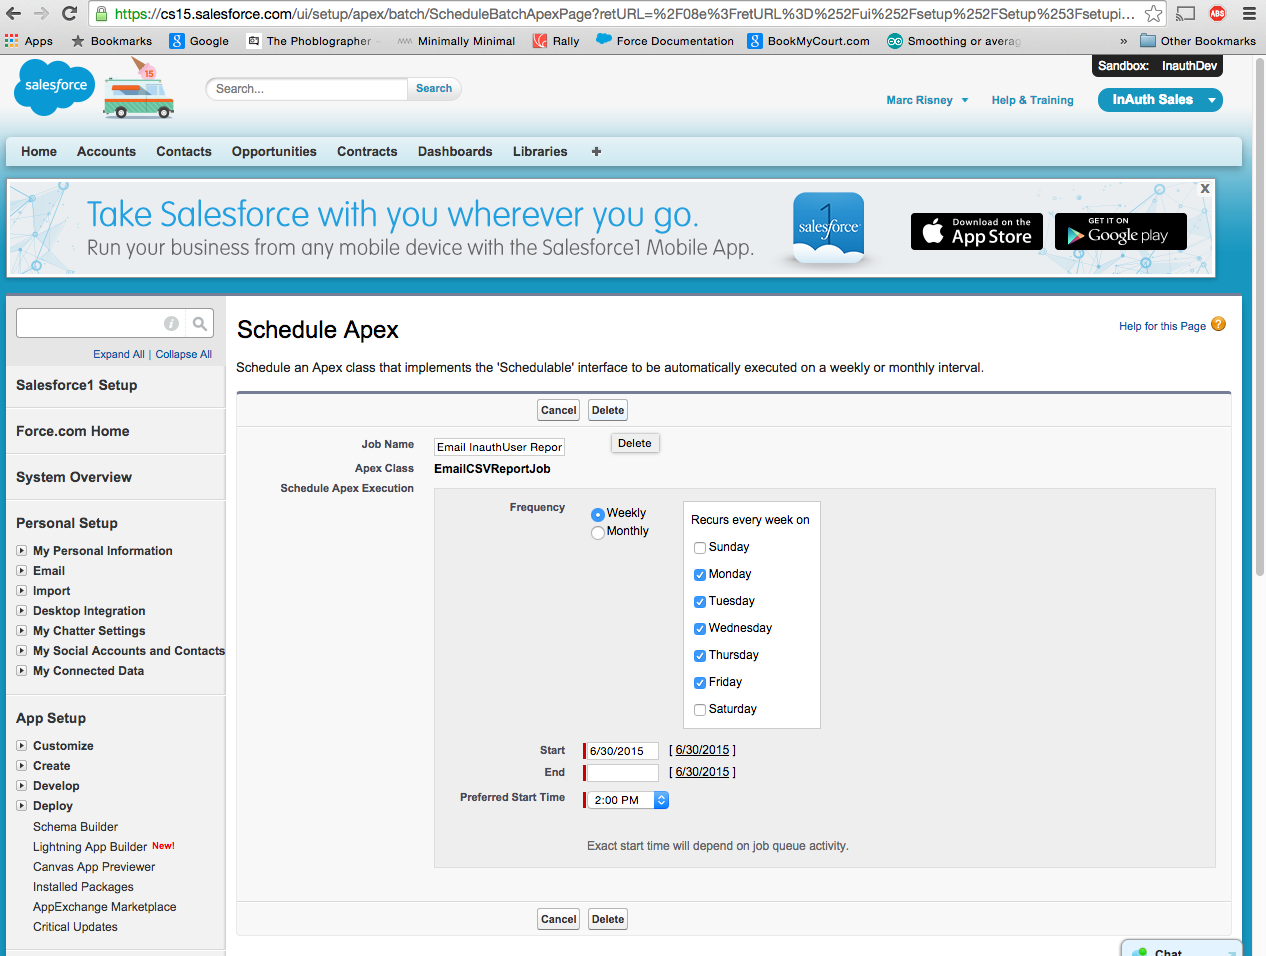 https://cs15.salesforce.com/ui/setup/apex/batch/ScheduleBatchApexPage?retURL=%2F08e%3FretURL%3D%252Fui%252Fsetup%252FSetup%253Fsetupi...
ABS
Apps Bookmarks Google The Phoblographer Minimally Minimal Rally Force Documentation BookMyCourt.com Smoothing or averag » Other Bookmarks
Sandbox: InauthDev
salesforce
15
Search... Search
Marc Risney Help & Training InAuth Sales
Home Accounts Contacts Opportunities Contracts Dashboards Libraries +
Take Salesforce with you wherever you go.
Run your business from any mobile device with the Salesforce1 Mobile App.
1
salesforce
Download on the
App Store
GET IT ON
Google play
X
Expand All | Collapse All
Salesforce1 Setup
Force.com Home
System Overview
Personal Setup
My Personal Information
Email
Import
Desktop Integration
My Chatter Settings
My Social Accounts and Contacts
My Connected Data
App Setup
Customize
Create
Develop
Deploy
Schema Builder
Lightning App Builder New!
Canvas App Previewer
Installed Packages
AppExchange Marketplace
Critical Updates
Schedule Apex
Help for this Page ?
Schedule an Apex class that implements the 'Schedulable' interface to be automatically executed on a weekly or monthly interval.
Cancel Delete
Job Name Email InauthUser Repor
Delete
Apex Class EmailCSVReportJob
Schedule Apex Execution
Frequency Weekly
Monthly
Recurs every week on
Sunday
Monday
Tuesday
Wednesday
Thursday
Friday
Saturday
Start 6/30/2015 [ 6/30/2015 ]
End [ 6/30/2015 ]
Preferred Start Time 2:00 PM
Exact start time will depend on job queue activity.
Cancel Delete
Chat